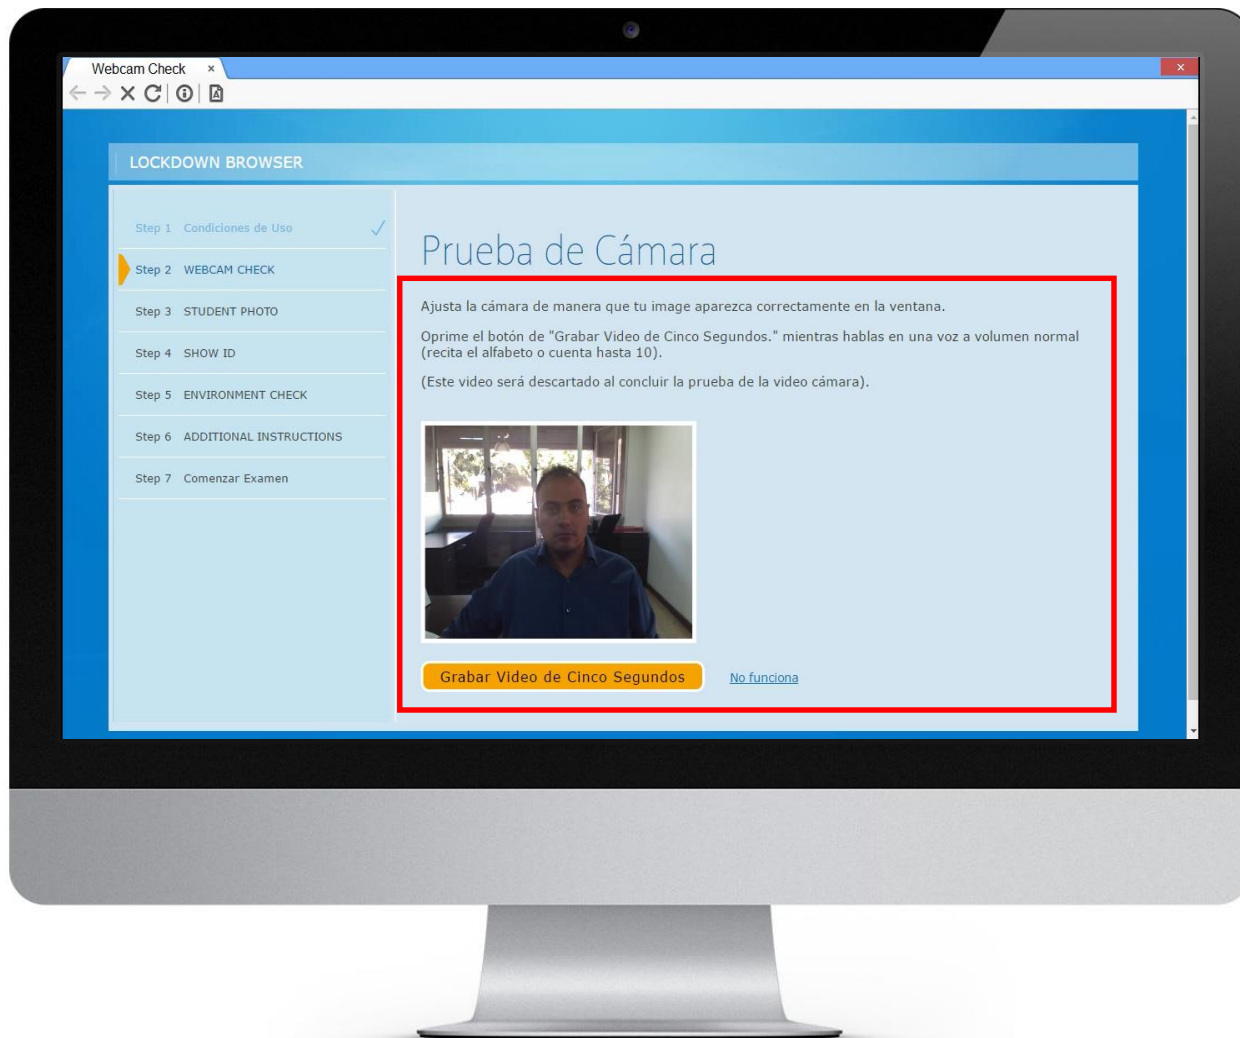 Webcam Check
LOCKDOWN BROWSER
Step 1 Condiciones de Uso
Step 2 WEBCAM CHECK
Step 3 STUDENT PHOTO
Step 4 SHOW ID
Step 5 ENVIRONMENT CHECK
Step 6 ADDITIONAL INSTRUCTIONS
Step 7 Comenzar Examen
Prueba de Cámara
Ajusta la cámara de manera que tu image aparezca correctamente en la ventana.
Oprime el botón de "Grabar Video de Cinco Segundos." mientras hablas en una voz a volumen normal
(recita el alfabeto o cuenta hasta 10).
(Este video será descartado al concluir la prueba de la video cámara).
Grabar Video de Cinco Segundos
No funciona